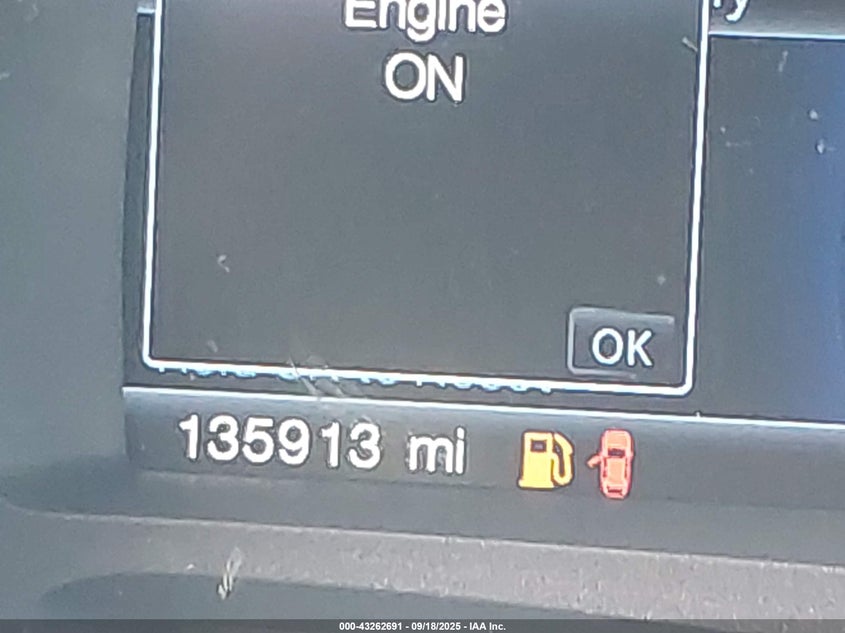 Engine
ON
OK
135913 mi
000-43262691 - 09/18/2025 - IAA Inc.